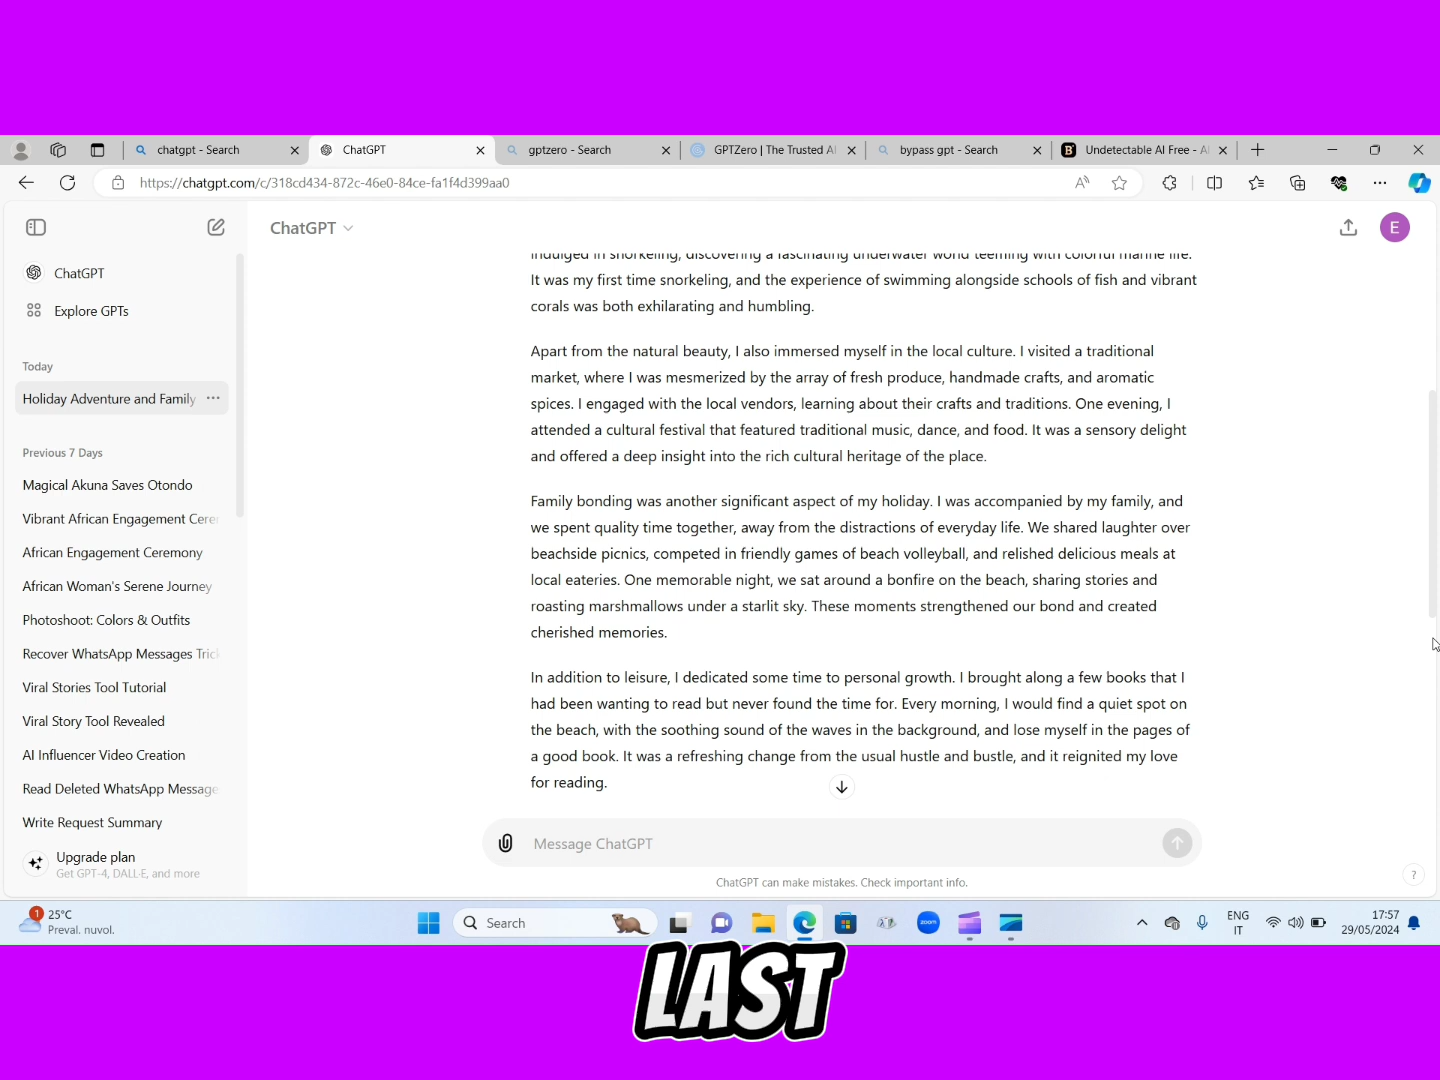 chatgpt - Search
ChatGPT
gptzero - Search
GPTZero | The Trusted AI
bypass gpt - Search
Undetectable AI Free - AI
https://chatgpt.com/c/318cd434-872c-46e0-84ce-fa1f4d399aa0
ChatGPT
E
ChatGPT
Explore GPTs
Today
Holiday Adventure and Family
Previous 7 Days
Magical Akuna Saves Otondo
Vibrant African Engagement Cerer
African Engagement Ceremony
African Woman's Serene Journey
Photoshoot: Colors & Outfits
Recover WhatsApp Messages Trick
Viral Stories Tool Tutorial
Viral Story Tool Revealed
AI Influencer Video Creation
Read Deleted WhatsApp Message
Write Request Summary
Upgrade plan
Get GPT-4, DALL·E, and more
indulged in snorkeling, discovering a fascinating underwater world teeming with colorful marine life.
It was my first time snorkeling, and the experience of swimming alongside schools of fish and vibrant
corals was both exhilarating and humbling.
Apart from the natural beauty, I also immersed myself in the local culture. I visited a traditional
market, where I was mesmerized by the array of fresh produce, handmade crafts, and aromatic
spices. I engaged with the local vendors, learning about their crafts and traditions. One evening, I
attended a cultural festival that featured traditional music, dance, and food. It was a sensory delight
and offered a deep insight into the rich cultural heritage of the place.
Family bonding was another significant aspect of my holiday. I was accompanied by my family, and
we spent quality time together, away from the distractions of everyday life. We shared laughter over
beachside picnics, competed in friendly games of beach volleyball, and relished delicious meals at
local eateries. One memorable night, we sat around a bonfire on the beach, sharing stories and
roasting marshmallows under a starlit sky. These moments strengthened our bond and created
cherished memories.
In addition to leisure, I dedicated some time to personal growth. I brought along a few books that I
had been wanting to read but never found the time for. Every morning, I would find a quiet spot on
the beach, with the soothing sound of the waves in the background, and lose myself in the pages of
a good book. It was a refreshing change from the usual hustle and bustle, and it reignited my love
for reading.
Message ChatGPT
ChatGPT can make mistakes. Check important info.
?
1
25°C
Preval. nuvol.
Search
zoom
ENG
IT
17:57
29/05/2024
LAST